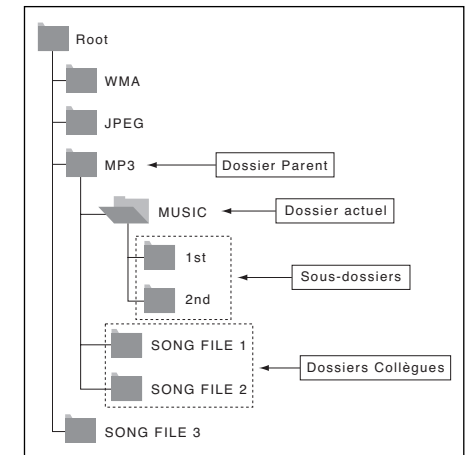 Root
WMA
JPEG
MP3
Dossier Parent
MUSIC
Dossier actuel
1st
Sous-dossiers
2nd
SONG FILE 1
Dossiers Collègues
SONG FILE 2
SONG FILE 3